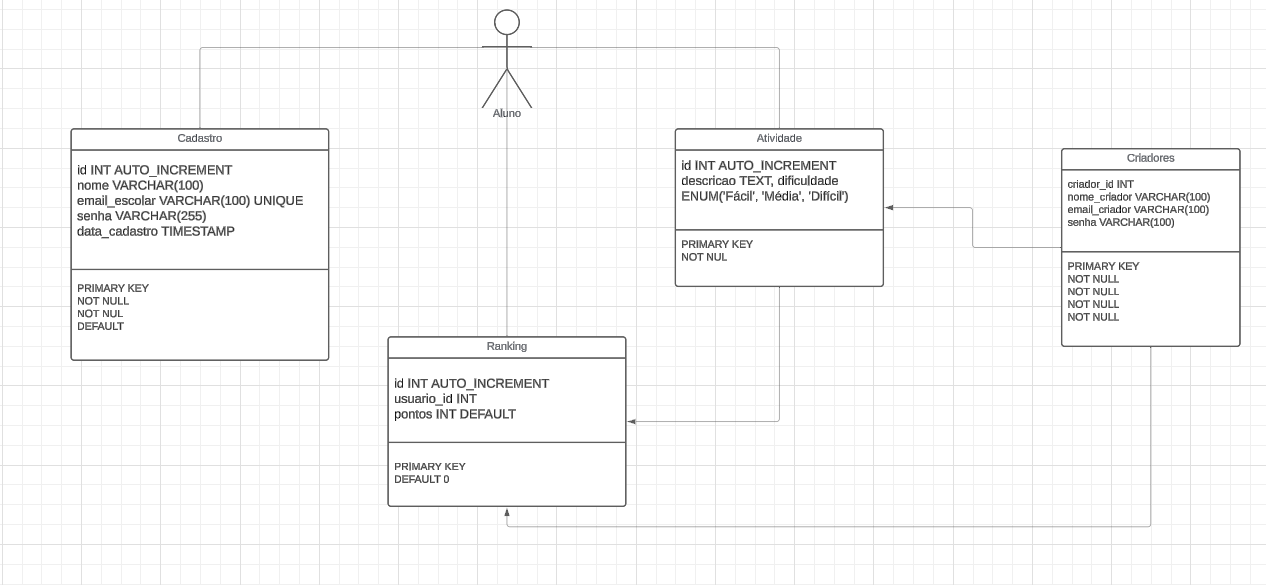 Aluno
Cadastro
id INT AUTO_INCREMENT
nome VARCHAR(100)
email_escolar VARCHAR(100) UNIQUE
senha VARCHAR(255)
data_cadastro TIMESTAMP
PRIMARY KEY
NOT NULL
NOT NUL
DEFAULT
Atividade
id INT AUTO_INCREMENT
descricao TEXT, dificuldade
ENUM('Fácil', 'Média', 'Difícil')
PRIMARY KEY
NOT NUL
Criadores
criador_id INT
nome_criador VARCHAR(100)
email_criador VARCHAR(100)
senha VARCHAR(100)
PRIMARY KEY
NOT NULL
NOT NULL
NOT NULL
NOT NULL
Ranking
id INT AUTO_INCREMENT
usuario_id INT
pontos INT DEFAULT
PRIMARY KEY
DEFAULT 0